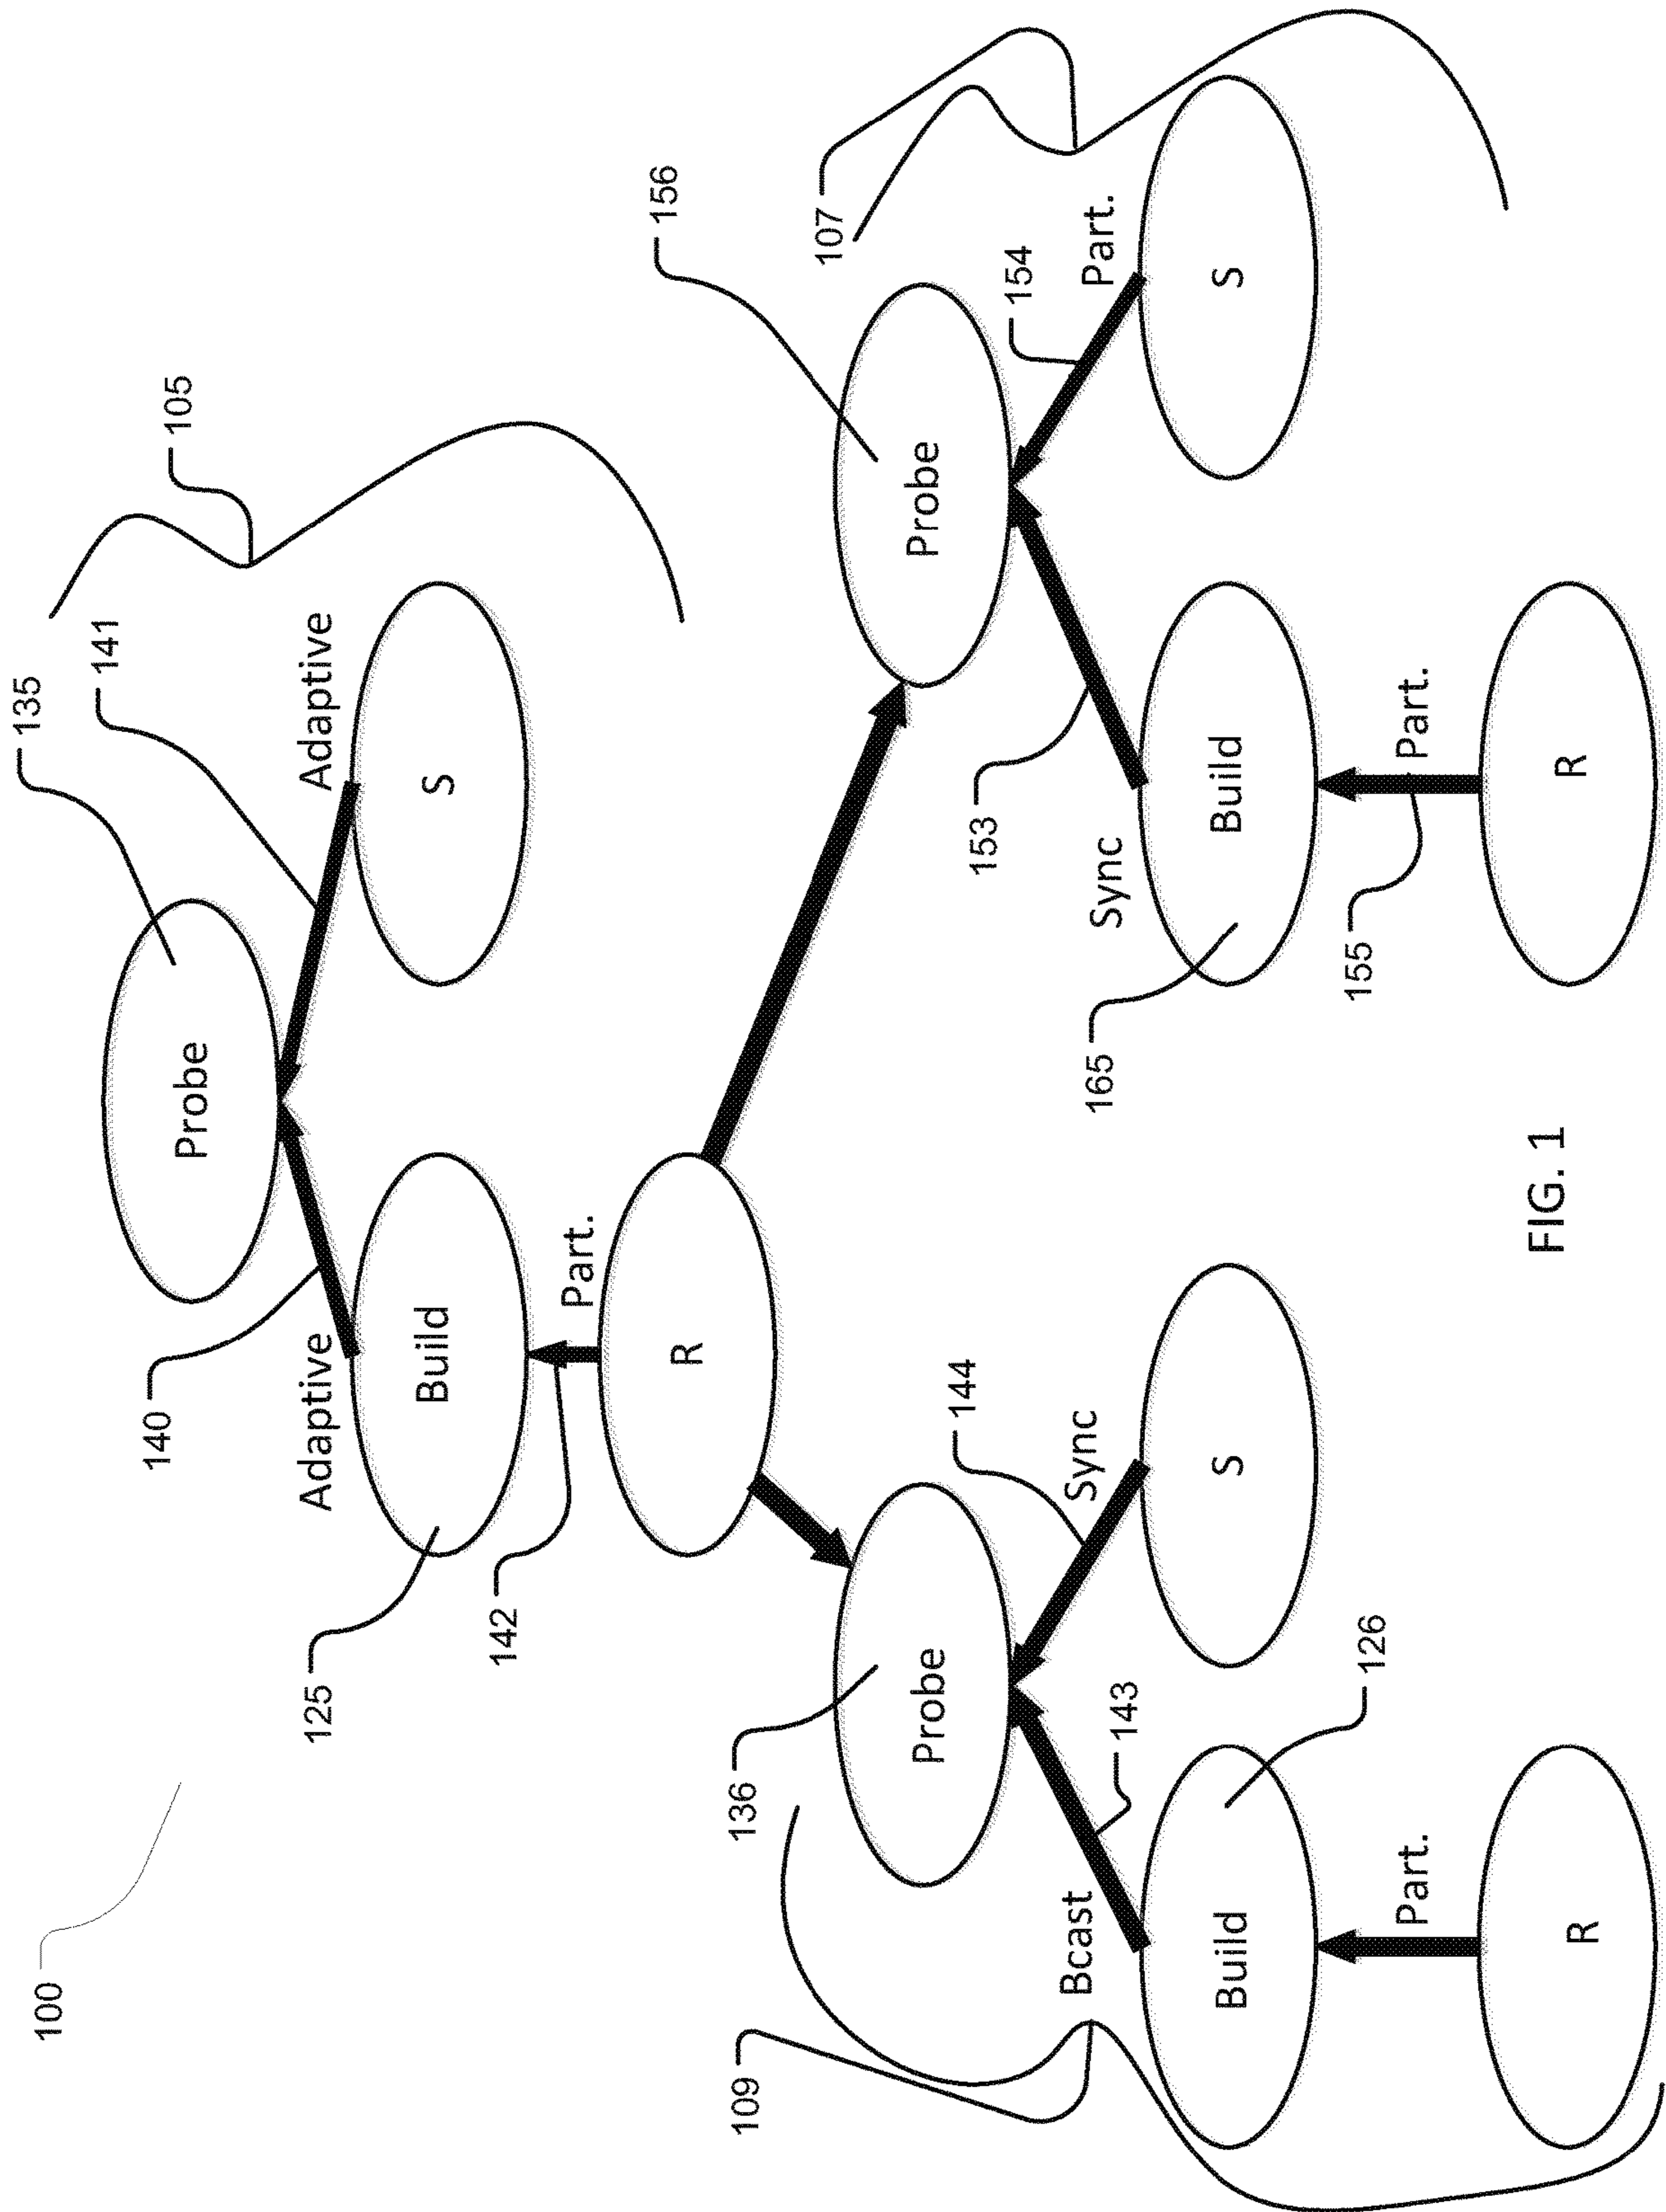 100
135
Probe
141
105
140
Adaptive
Adaptive
125
Build
S
142
Part.
R
109
136
Probe
156
Probe
107
Bcast
143
Sync
144
153
154
Part.
126
Build
S
165
Sync
Build
S
Part.
155
Part.
R
R
FIG. 1